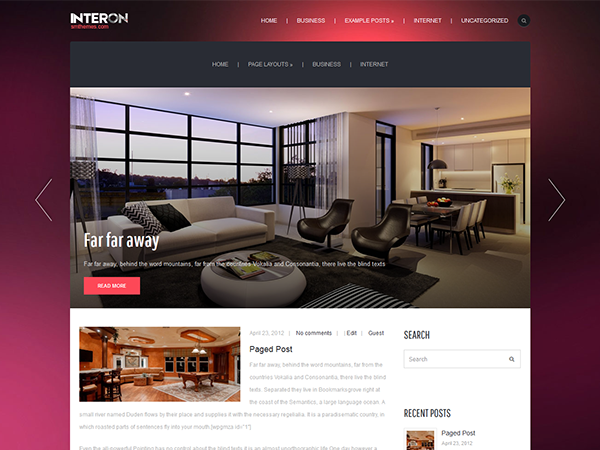 INTERON
smthemes.com
HOME | BUSINESS | EXAMPLE POSTS » | INTERNET | UNCATEGORIZED
HOME | PAGE LAYOUTS » | BUSINESS | INTERNET
Far far away
Far far away, behind the word mountains, far from the countries Vokalia and Consonantia, there live the blind texts
READ MORE
April 23, 2012 | No comments | Edit Guest
Paged Post
Far far away, behind the word mountains, far from the
countries Vokalia and Consonantia, there live the blind
texts. Separated they live in Bookmarksgrove right at
the coast of the Semantics, a large language ocean. A
small river named Duden flows by their place and supplies it with the necessary regelialia. It is a paradisematic country, in
which roasted parts of sentences fly into your mouth.[wpgmza id="1"]
Even the all-powerful Pointing has no control about the blind texts it is an almost unorthographic life One day however a
SEARCH
Search
RECENT POSTS
Paged Post
April 23, 2012